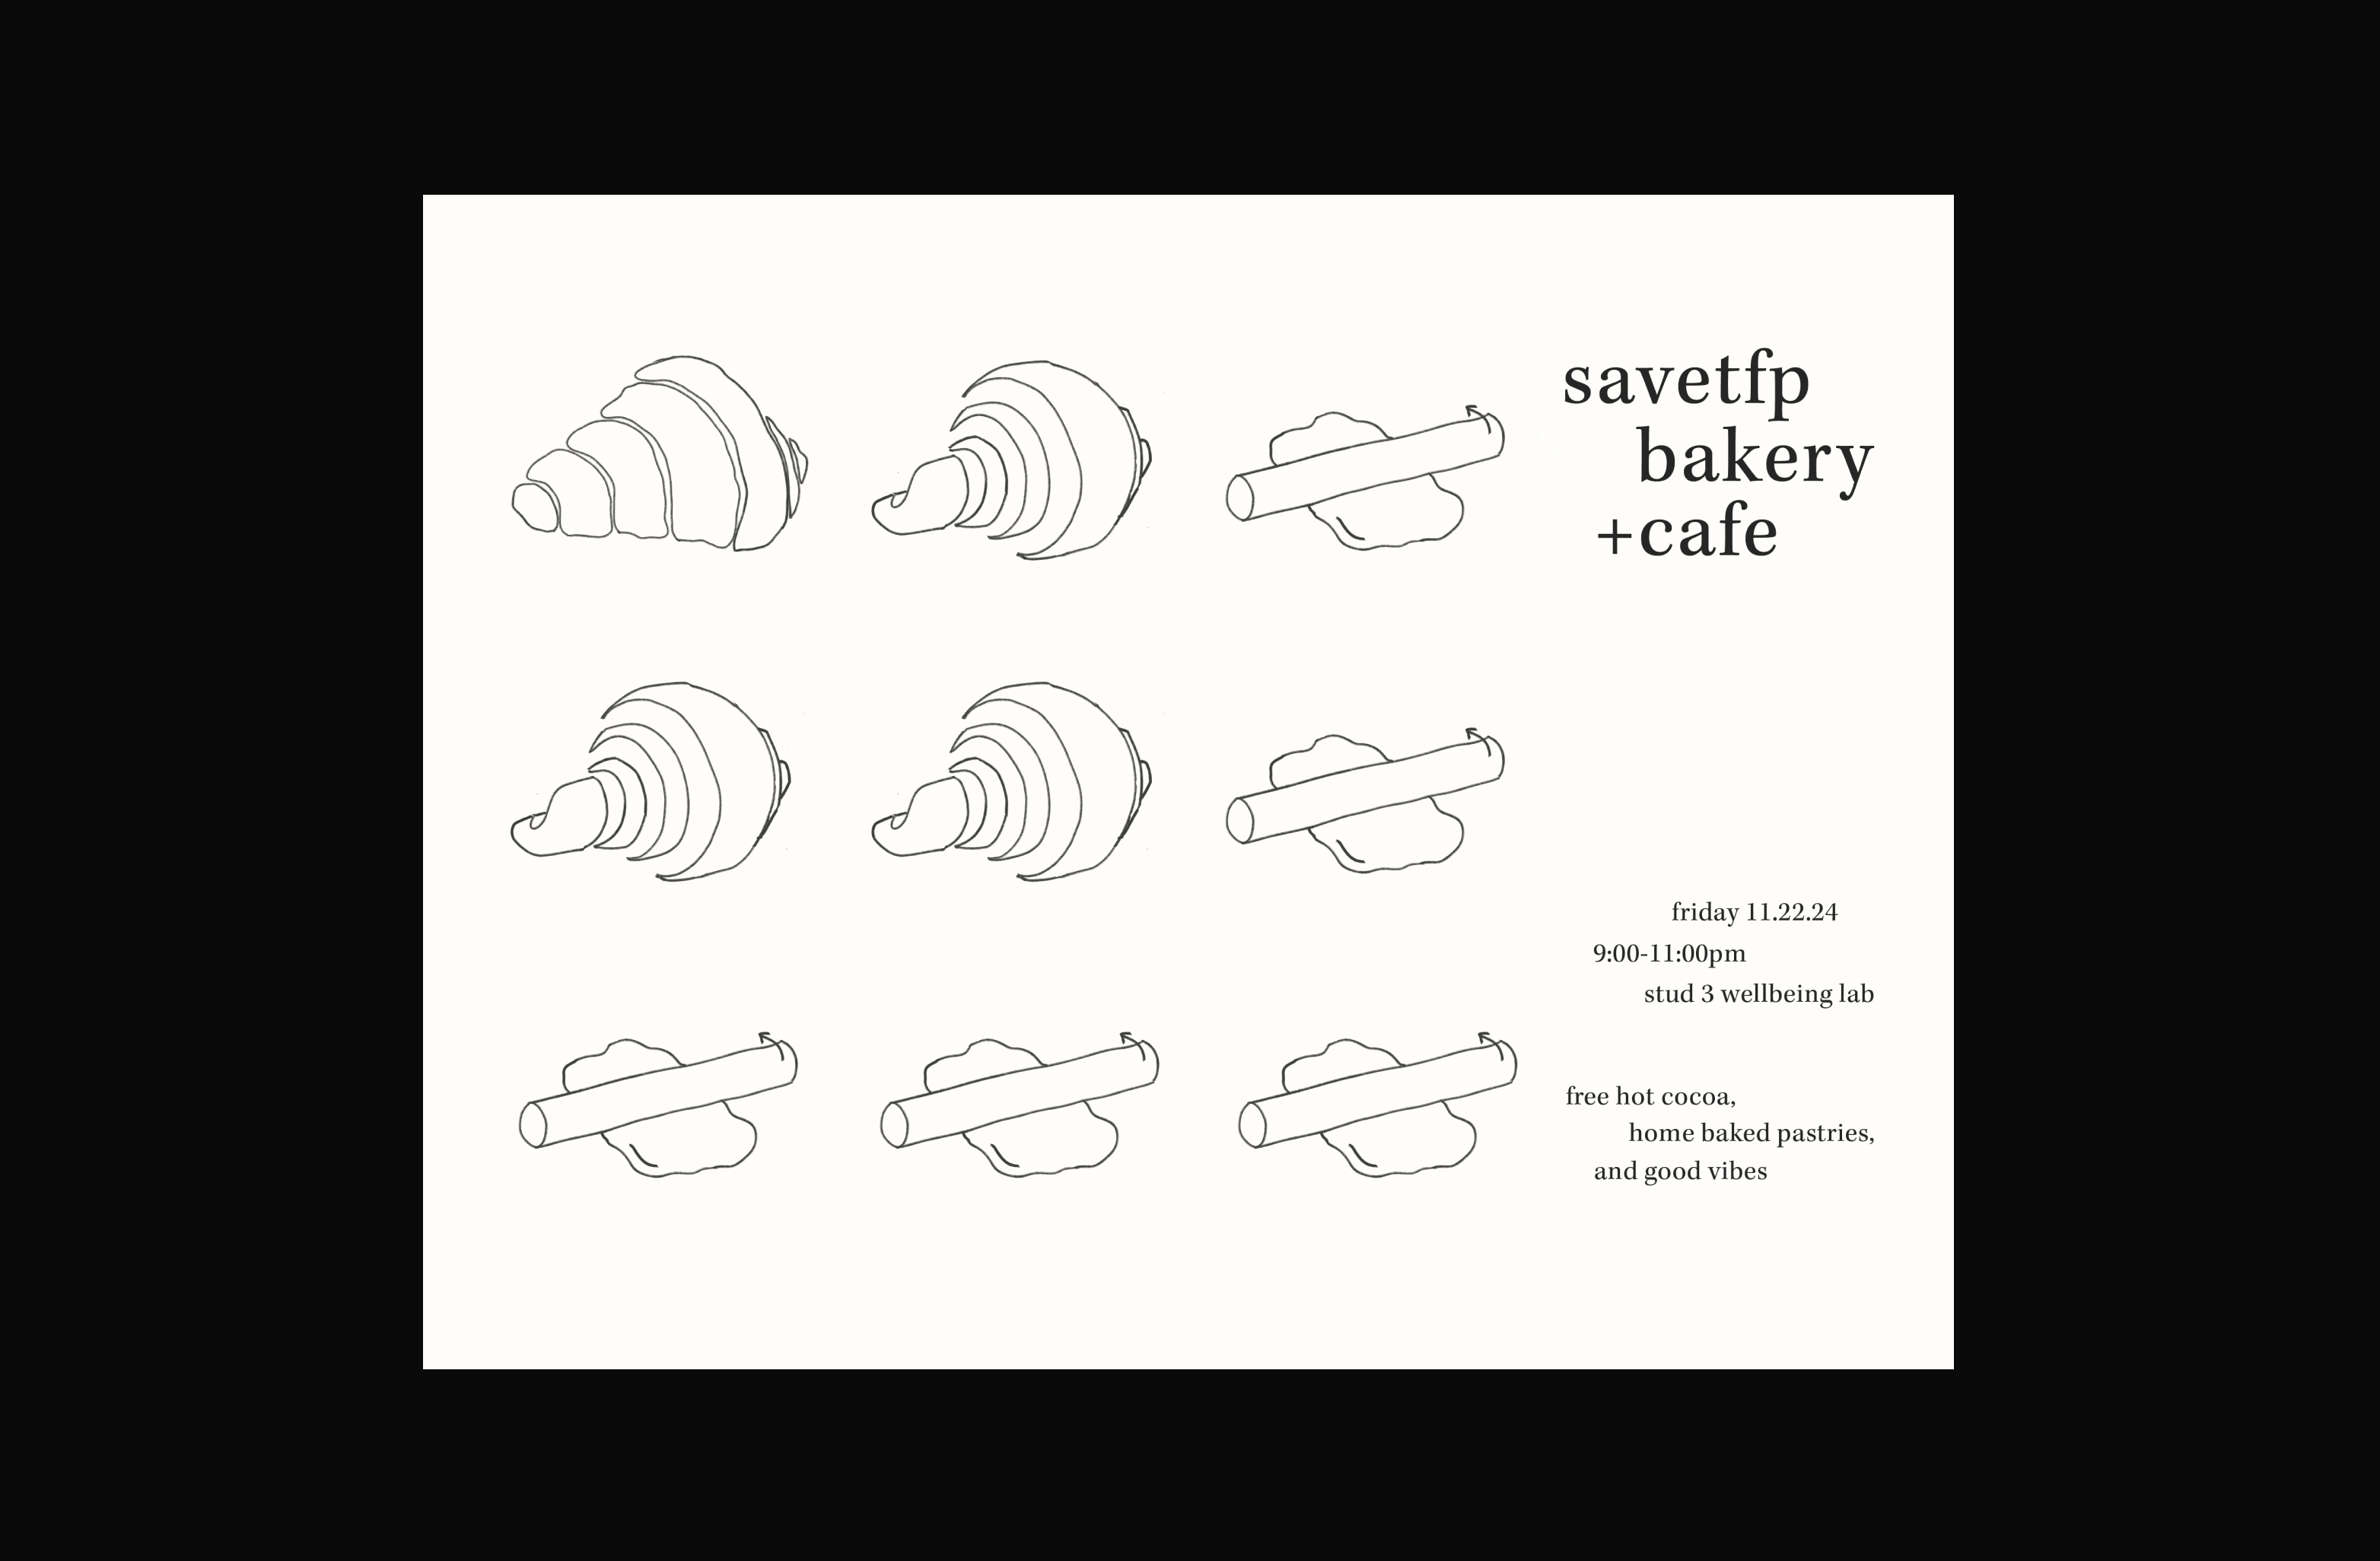 savetfp
bakery
+cafe
friday 11.22.24
9:00-11:00pm
stud 3 wellbeing lab
free hot cocoa,
home baked pastries,
and good vibes